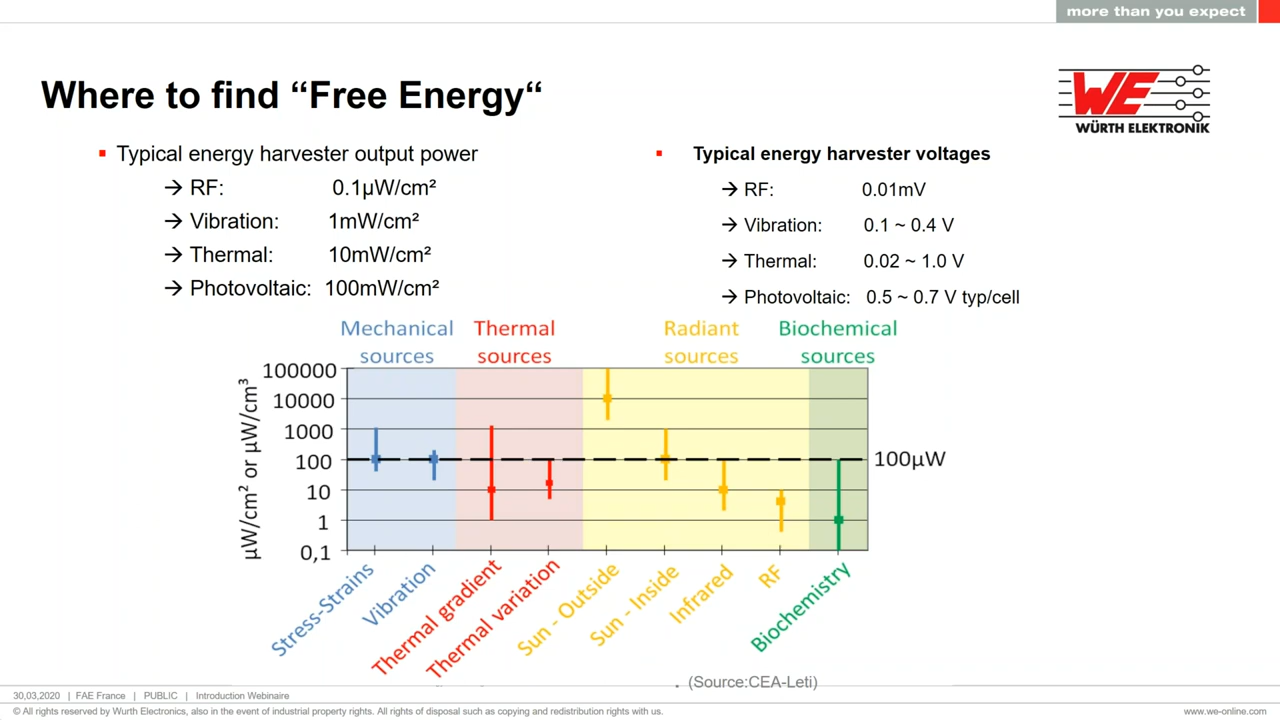 more than you expect
Where to find “Free Energy“
WE
WÜRTH ELEKTRONIK
Typical energy harvester output power
→ RF: 0.1µW/cm²
→ Vibration: 1mW/cm²
→ Thermal: 10mW/cm²
→ Photovoltaic: 100mW/cm²
Typical energy harvester voltages
→ RF: 0.01mV
→ Vibration: 0.1 ~ 0.4 V
→ Thermal: 0.02 ~ 1.0 V
→ Photovoltaic: 0.5 ~ 0.7 V typ/cell
Mechanical
sources
Thermal
sources
Radiant
sources
Biochemical
sources
µW/cm² or µW/cm³
100000
10000
1000
100
10
1
0,1
100µW
Stress-Strains
Vibration
Thermal gradient
Thermal variation
Sun - Outside
Sun - Inside
Infrared
RF
Biochemistry
. (Source:CEA-Leti)
30,03,2020 | FAE France | PUBLIC | Introduction Webinaire
© All rights reserved by Wurth Electronics, also in the event of industrial property rights. All rights of disposal such as copying and redistribution rights with us.
www.we-online.com